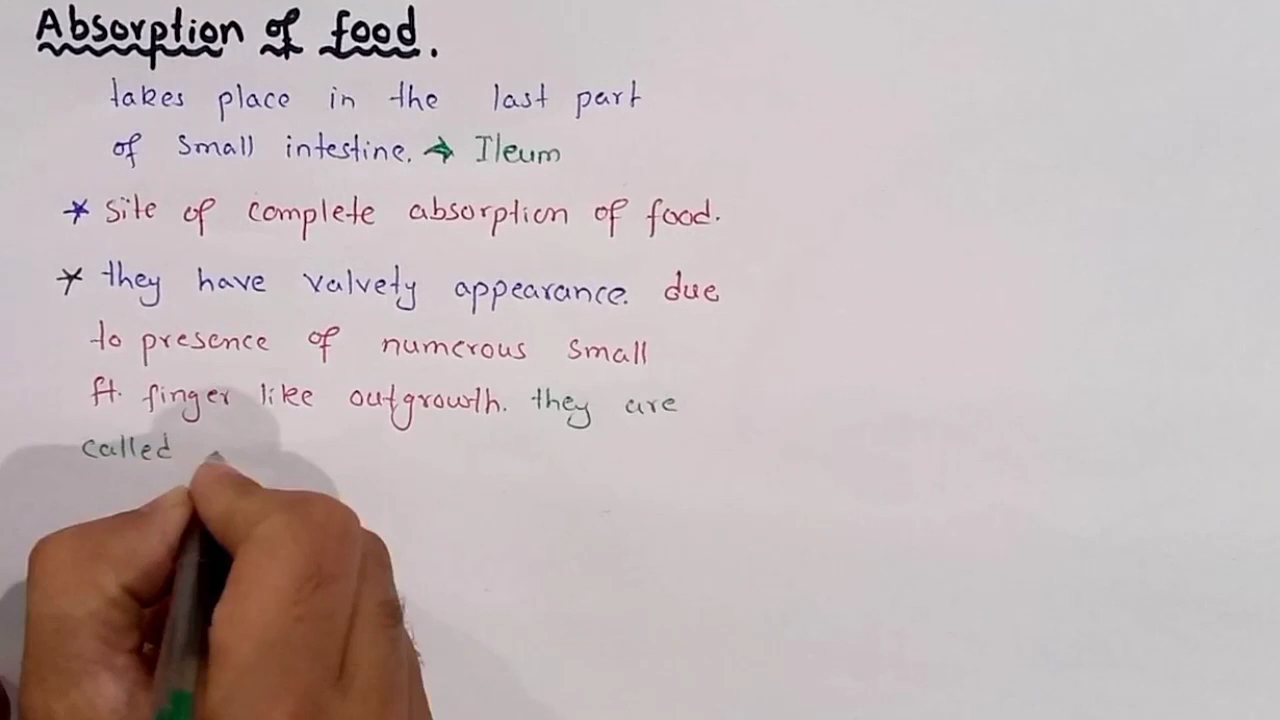 Absorption of food.
takes place in the last part
of small intestine. → Ileum
* site of complete absorption of food.
* they have valvety appearance. due
to presence of numerous small
ft. finger like outgrowth. they are
called